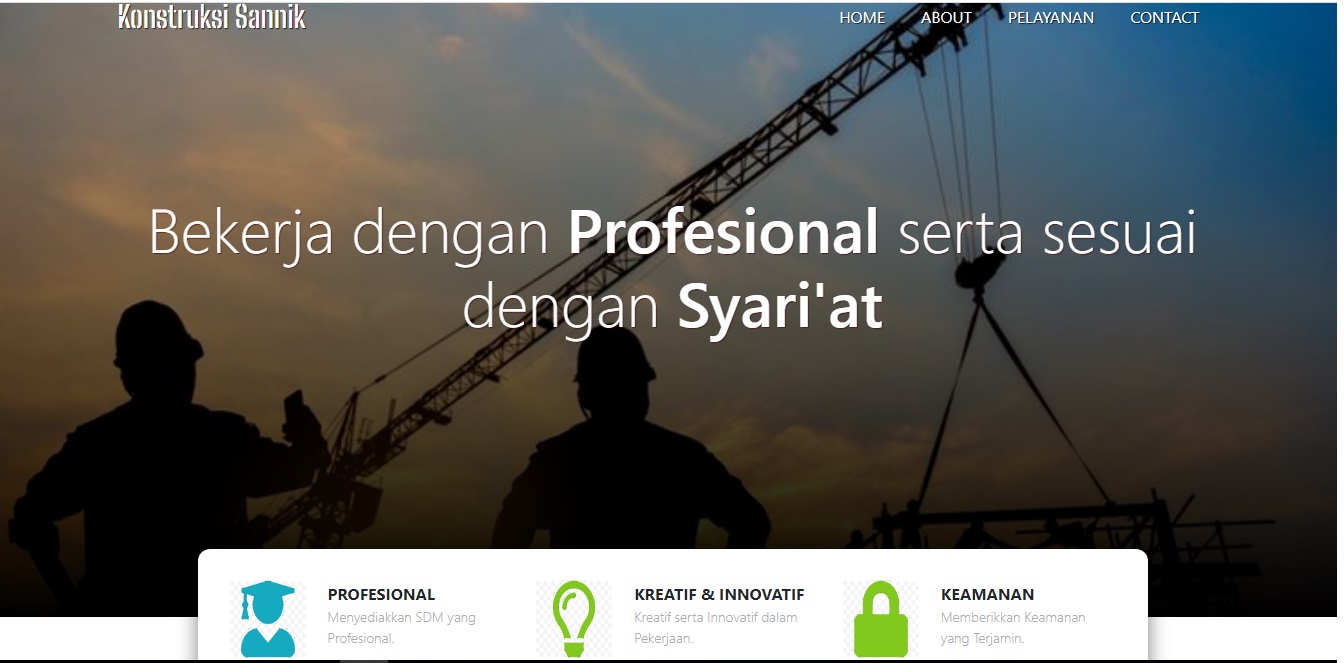 Konstruksi Sannik
HOME ABOUT PELAYANAN CONTACT
Bekerja dengan Profesional serta sesuai
dengan Syari'at
PROFESIONAL
Menyediakkan SDM yang
Profesional.
KREATIF & INNOVATIF
Kreatif serta Innovatif dalam
Pekerjaan.
KEAMANAN
Memberikkan Keamanan
yang Terjamin.